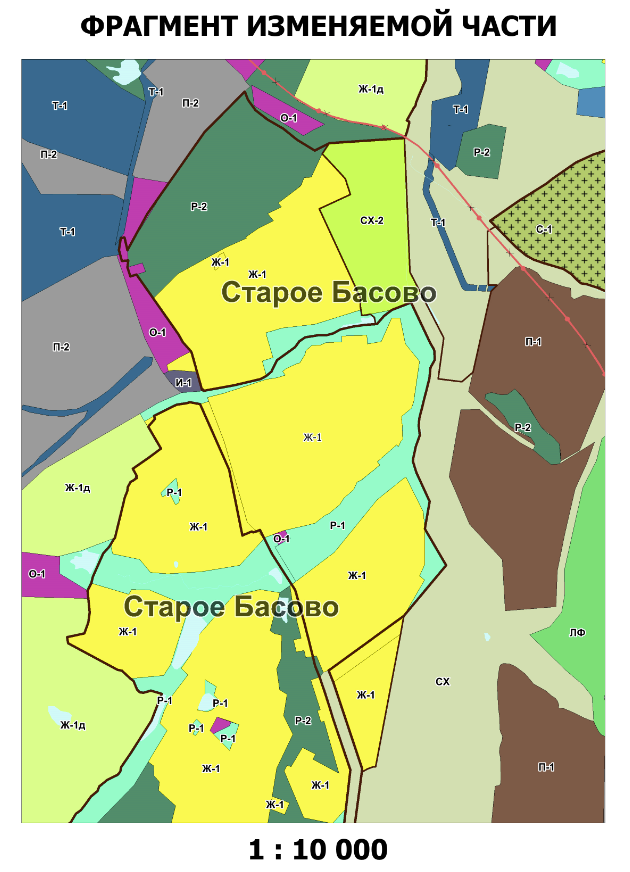 ФРАГМЕНТ ИЗМЕНЯЕМОЙ ЧАСТИ
Т-1
Т-1
П-2
О-1
Ж-1д
Т-1
Р-2
П-2
Р-2
СХ-2
Т-1
С-1
Т-1
Ж-1
Ж-1
Старое Басово
О-1
П-2
П-1
И-1
Р-2
Ж-1
Ж-1д
Р-1
Ж-1
Р-1
О-1
О-1
Ж-1
Старое Басово
Ж-1
ЛФ
СХ
Р-1
Р-1
Ж-1
Ж-1д
Р-1
Р-1
Р-2
Ж-1
П-1
Ж-1
Ж-1
1 : 10 000